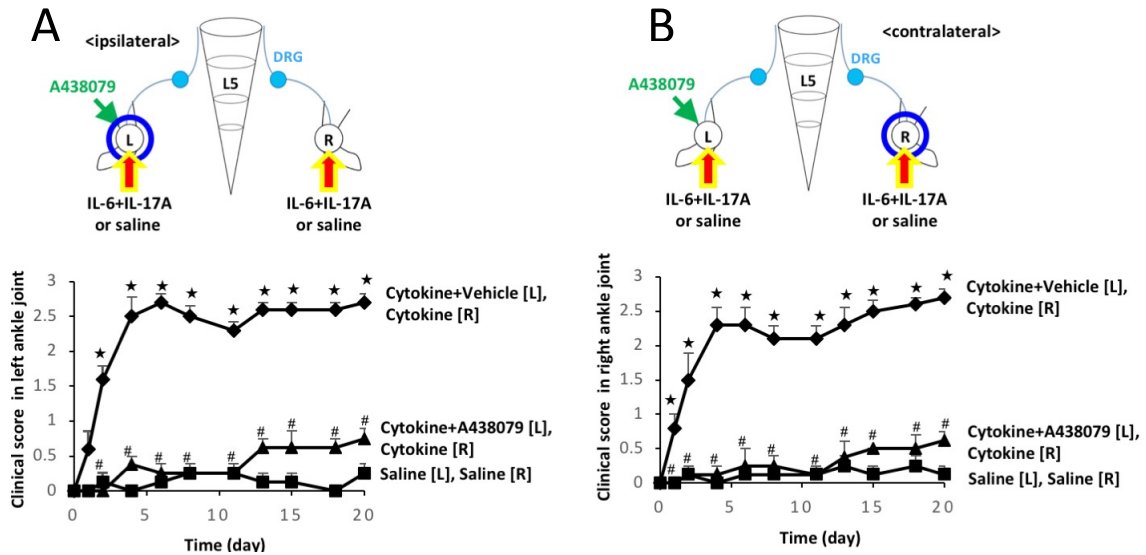 A
<ipsilateral>
DRG
A438079
L5
L
R
IL-6+IL-17A
or saline
IL-6+IL-17A
or saline
Clinical score in left ankle joint
3
2.5
2
1.5
1
0.5
0
★ ★ ★ ★ ★ ★ ★ ★ ★
# # # # # # # # #
Cytokine+Vehicle [L],
Cytokine [R]
Cytokine+A438079 [L],
Cytokine [R]
Saline [L], Saline [R]
0 5 10 15 20
Time (day)
B
<contralateral>
DRG
A438079
L5
L
R
IL-6+IL-17A
or saline
IL-6+IL-17A
or saline
Clinical score in right ankle joint
3
2.5
2
1.5
1
0.5
0
★ ★ ★ ★ ★ ★ ★ ★ ★ ★
# # # # # # # # # #
Cytokine+Vehicle [L],
Cytokine [R]
Cytokine+A438079 [L],
Cytokine [R]
Saline [L], Saline [R]
0 5 10 15 20
Time (day)